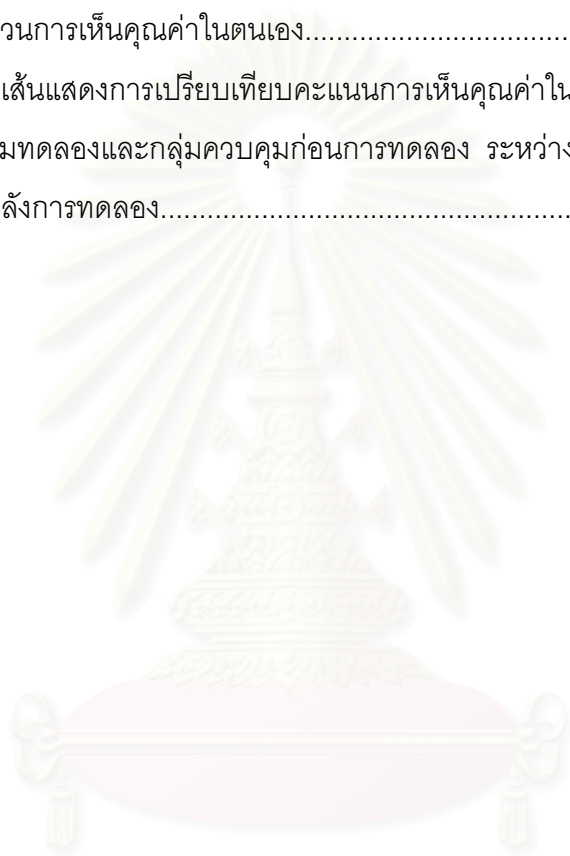 วนการเห็นคุณค่าในตนเอง..................................
เส้นแสดงการเปรียบเทียบคะแนนการเห็นคุณค่าใน
มทดลองและกลุ่มควบคุมก่อนการทดลอง ระหว่าง
ลังการทดลอง.....................................................